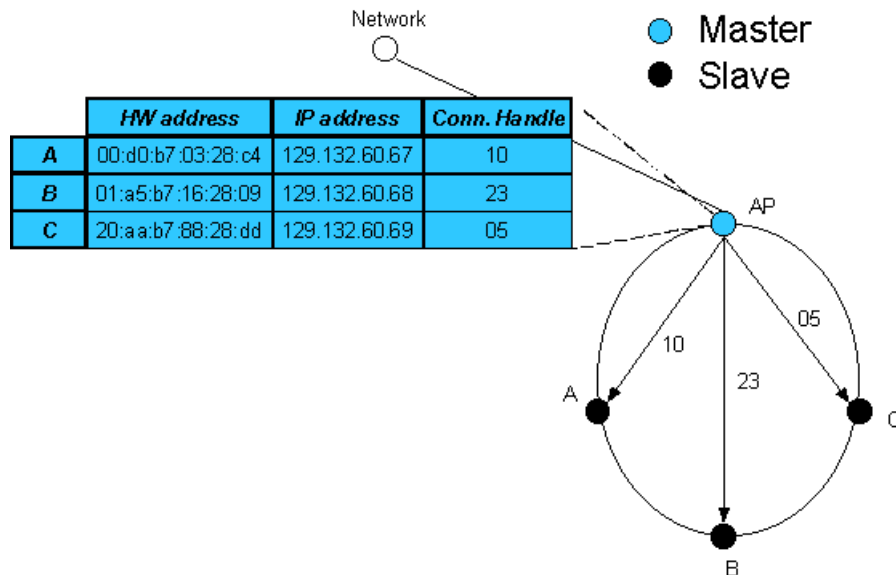 Network
Master
Slave
HW address IP address Conn. Handle
A 00:d0:b7:03:28:c4 129.132.60.67 10
B 01:a5:b7:16:28:09 129.132.60.68 23
C 20:aa:b7:88:28:dd 129.132.60.69 05
AP
05
10
23
A
C
B